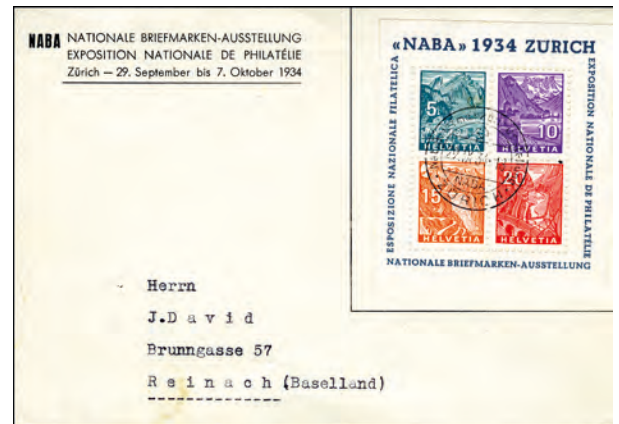 NABA NATIONALE BRIEFMARKEN-AUSSTELLUNG
EXPOSITION NATIONALE DE PHILATÉLIE
Zürich — 29. September bis 7. Oktober 1934
«NABA» 1934 ZURICH
ESPOSIZIONE NAZIONALE FILATELICA
EXPOSITION NATIONALE DE PHILATÉLIE
5
10
HELVETIA
15
20
HELVETIA
HELVETIA
NABA
ZÜRICH
NATIONALE BRIEFMARKEN-AUSSTELLUNG
Herrn
J.David
Brunngasse 57
Reinach (Baselland)